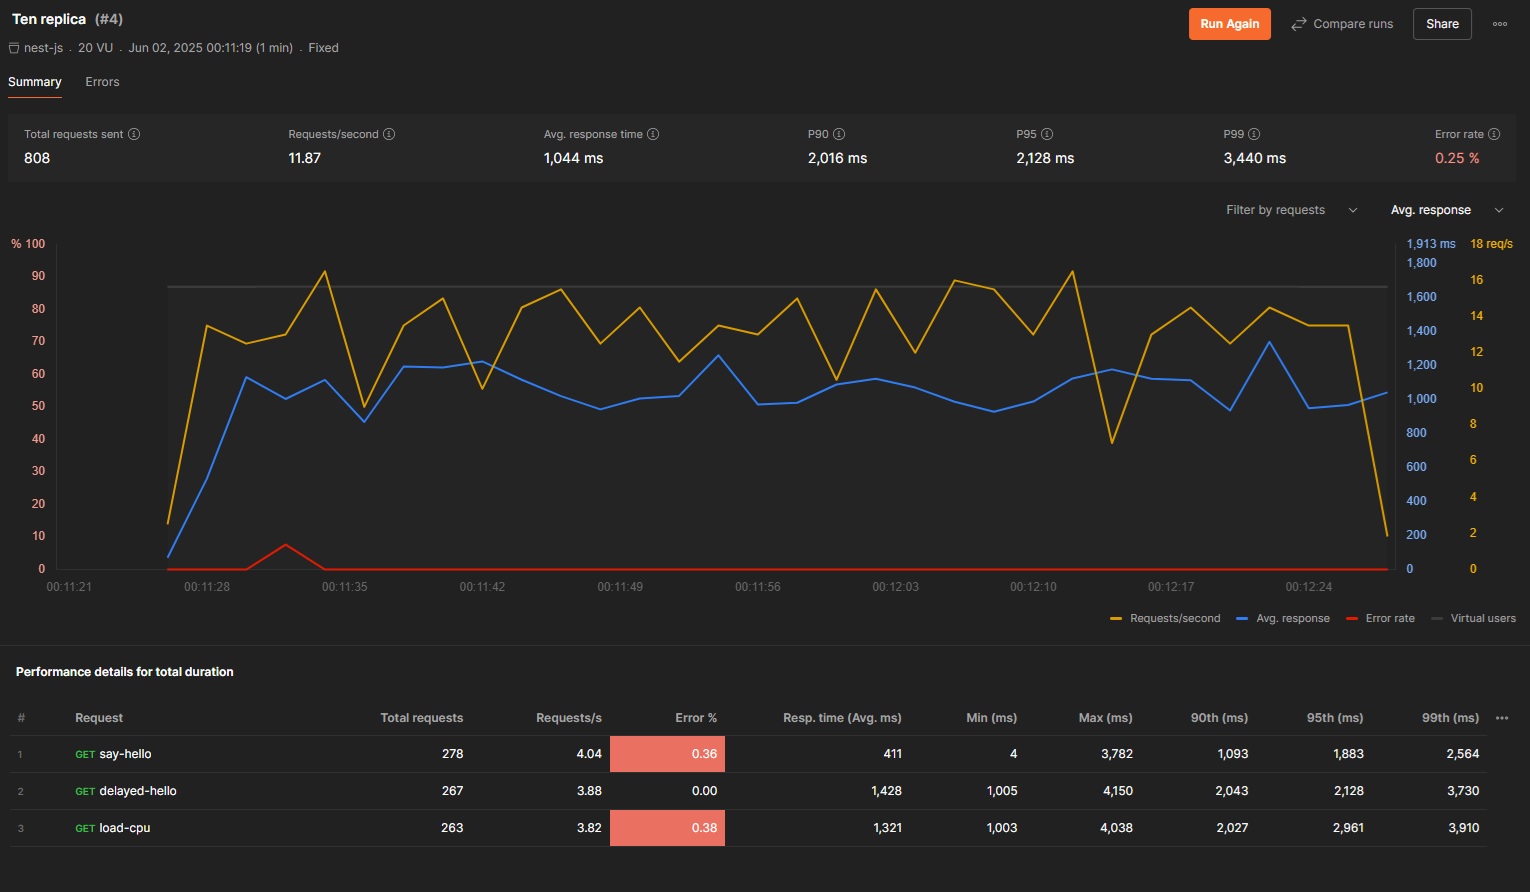 Ten replica (#4)
Run Again
Compare runs
Share
nest-js . 20 VU . Jun 02, 2025 00:11:19 (1 min) . Fixed
Summary Errors
Total requests sent Requests/second Avg. response time P90 P95 P99 Error rate
808 11.87 1,044 ms 2,016 ms 2,128 ms 3,440 ms 0.25 %
Filter by requests Avg. response
% 100 1,913 ms 18 req/s
1,800
90 16
1,600
80 14
1,400
70 12
1,200
60 10
50 1,000
8
40 800
6
30 600
20 400 4
10 200 2
0 0 0
00:11:21 00:11:28 00:11:35 00:11:42 00:11:49 00:11:56 00:12:03 00:12:10 00:12:17 00:12:24
Requests/second Avg. response Error rate Virtual users
Performance details for total duration
# Request Total requests Requests/s Error % Resp. time (Avg. ms) Min (ms) Max (ms) 90th (ms) 95th (ms) 99th (ms)
1 GET say-hello 278 4.04 0.36 411 4 3,782 1,093 1,883 2,564
2 GET delayed-hello 267 3.88 0.00 1,428 1,005 4,150 2,043 2,128 3,730
3 GET load-cpu 263 3.82 0.38 1,321 1,003 4,038 2,027 2,961 3,910